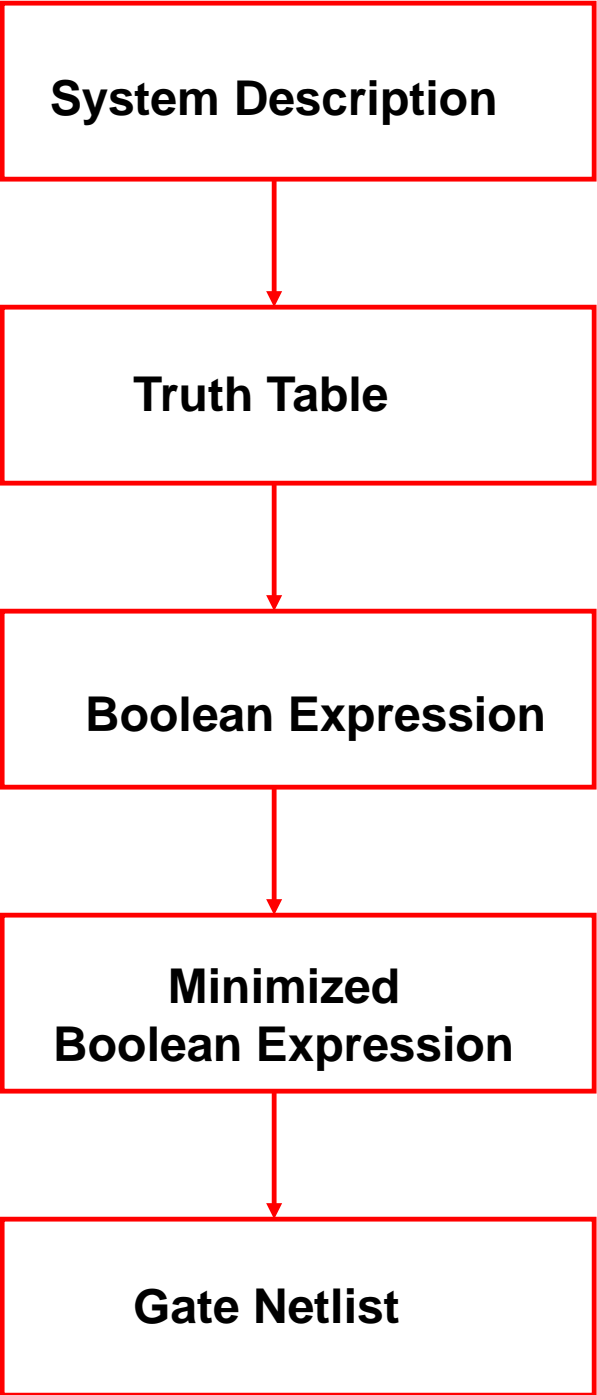 System Description
Truth Table
Boolean Expression
Minimized
Boolean Expression
Gate Netlist